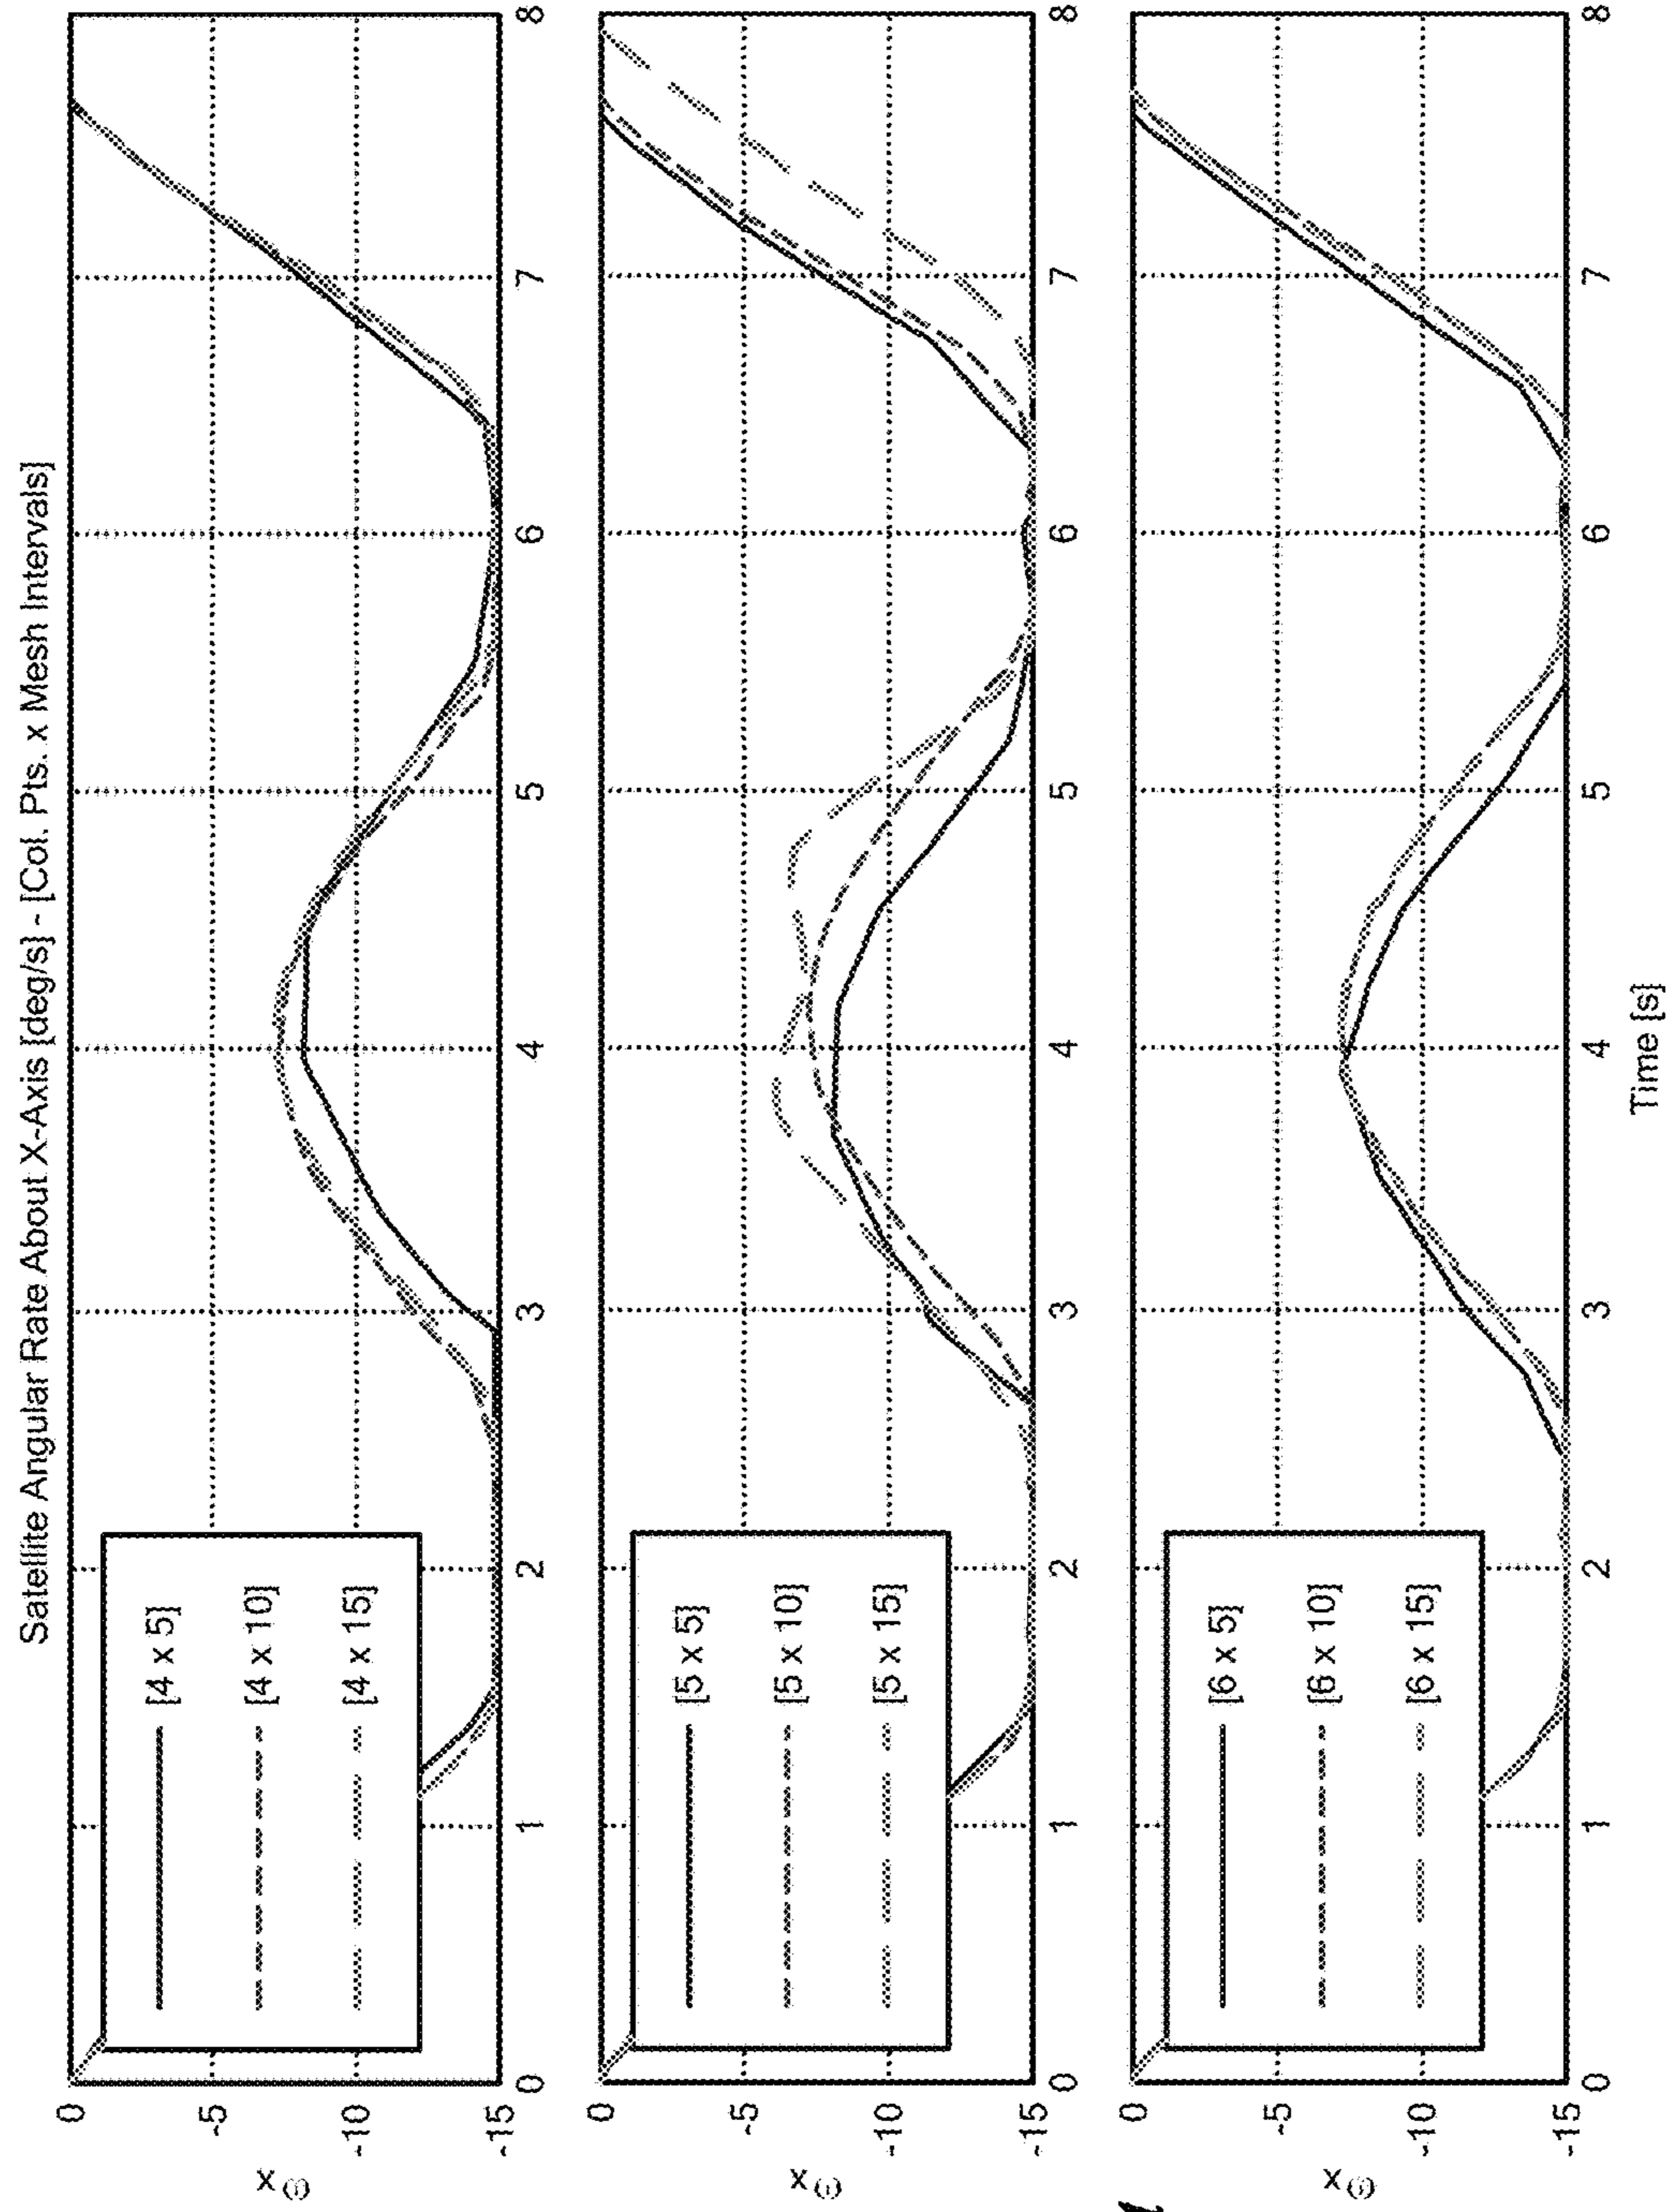 Satellite Angular Rate About X-Axis [deg/s] - [Col. Pts. x Mesh Intervals]
0
-5
-10
-15
ωx
[4 x 5]
[4 x 10]
[4 x 15]
0 1 2 3 4 5 6 7 8
0
-5
-10
-15
ωx
[5 x 5]
[5 x 10]
[5 x 15]
0 1 2 3 4 5 6 7 8
0
-5
-10
-15
ωx
[6 x 5]
[6 x 10]
[6 x 15]
0 1 2 3 4 5 6 7 8
Time [s]